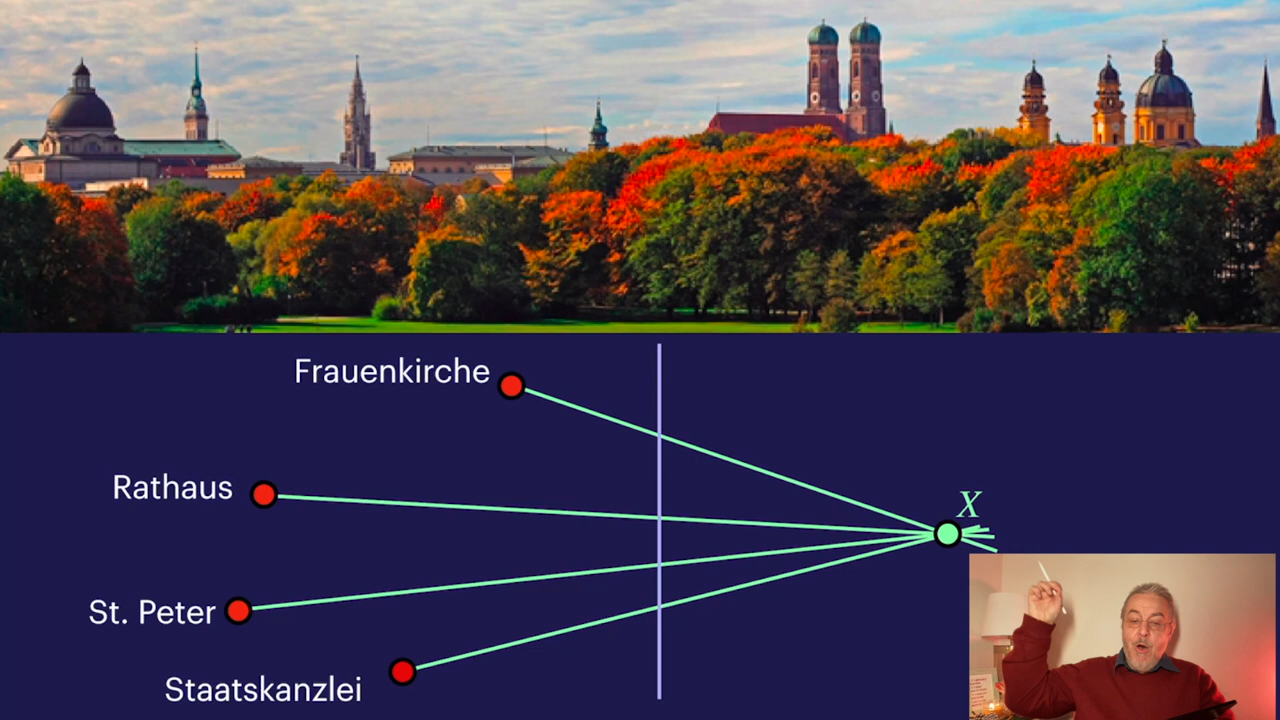 Frauenkirche
Rathaus
X
St. Peter
Staatskanzlei